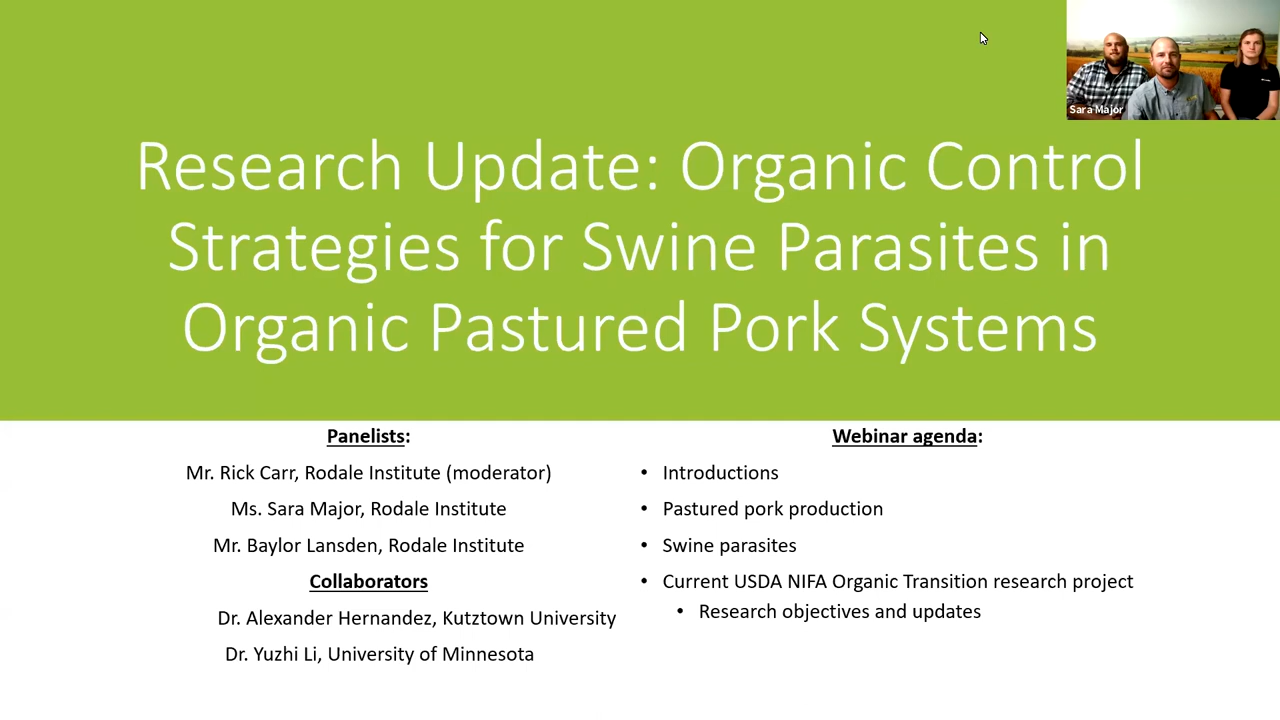 Sara Major
Research Update: Organic Control
Strategies for Swine Parasites in
Organic Pastured Pork Systems
Panelists:
Mr. Rick Carr, Rodale Institute (moderator)
Ms. Sara Major, Rodale Institute
Mr. Baylor Lansden, Rodale Institute
Collaborators
Dr. Alexander Hernandez, Kutztown University
Dr. Yuzhi Li, University of Minnesota
Webinar agenda:
• Introductions
• Pastured pork production
• Swine parasites
• Current USDA NIFA Organic Transition research project
• Research objectives and updates